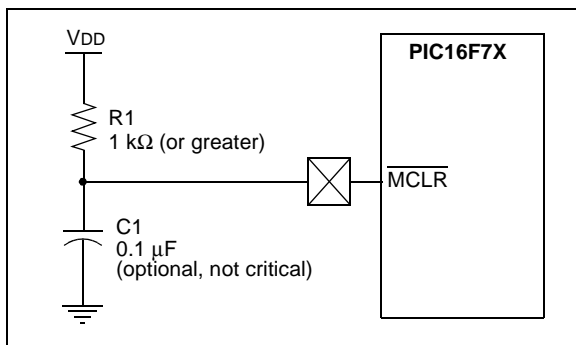 VDD
PIC16F7X
R1
1 kΩ (or greater)
MCLR
C1
0.1 μF
(optional, not critical)